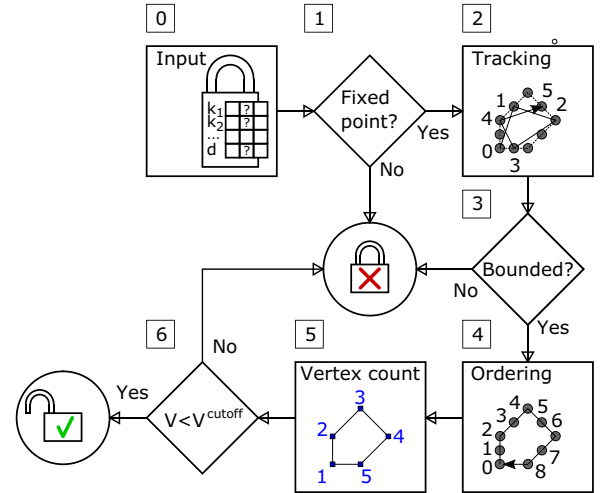 0
Input
k1 ?
k2 ?
...
d ?
1
Fixed
point?
Yes
No
2
Tracking
5
1
2
4
0
3
3
Bounded?
No
Yes
4
Ordering
4
5
3
6
2
1
7
0
8
5
Vertex count
3
2
4
1
5
6
No
V<Vcutoff
Yes